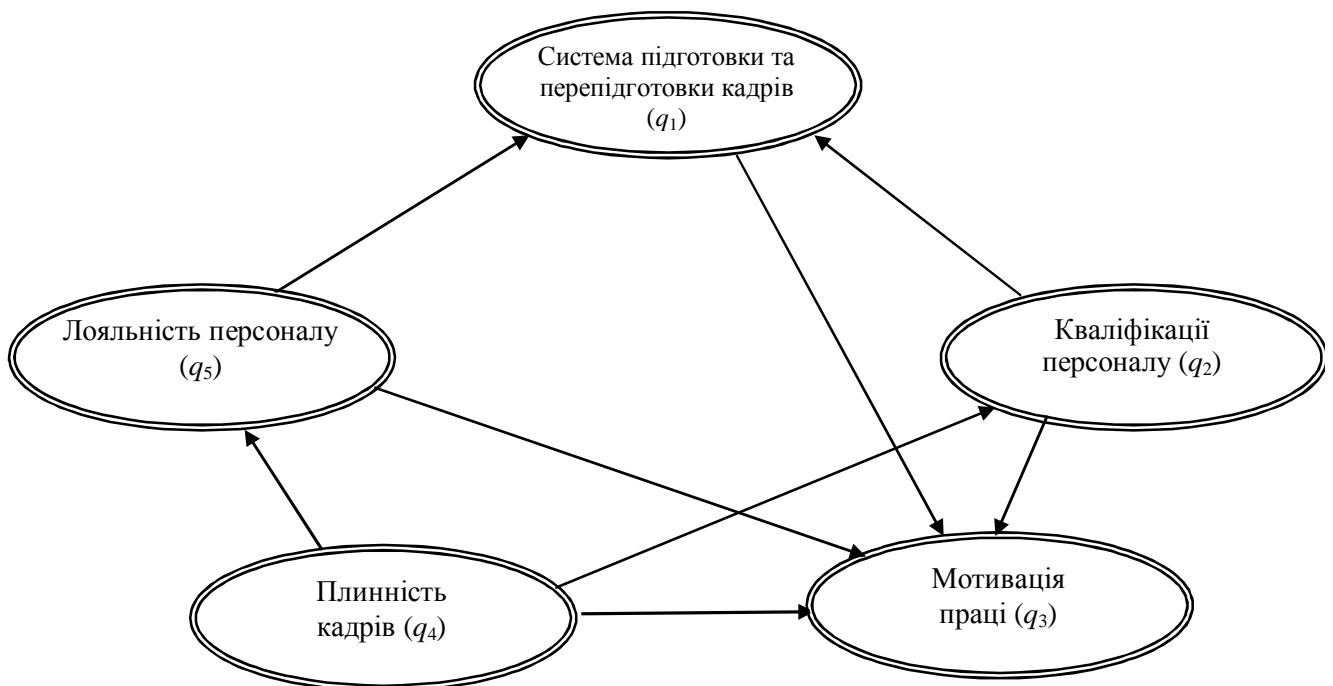 Система підготовки та
перепідготовки кадрів
(q₁)
Лояльність персоналу
(q₅)
Кваліфікації
персоналу (q₂)
Плинність
кадрів (q₄)
Мотивація
праці (q₃)